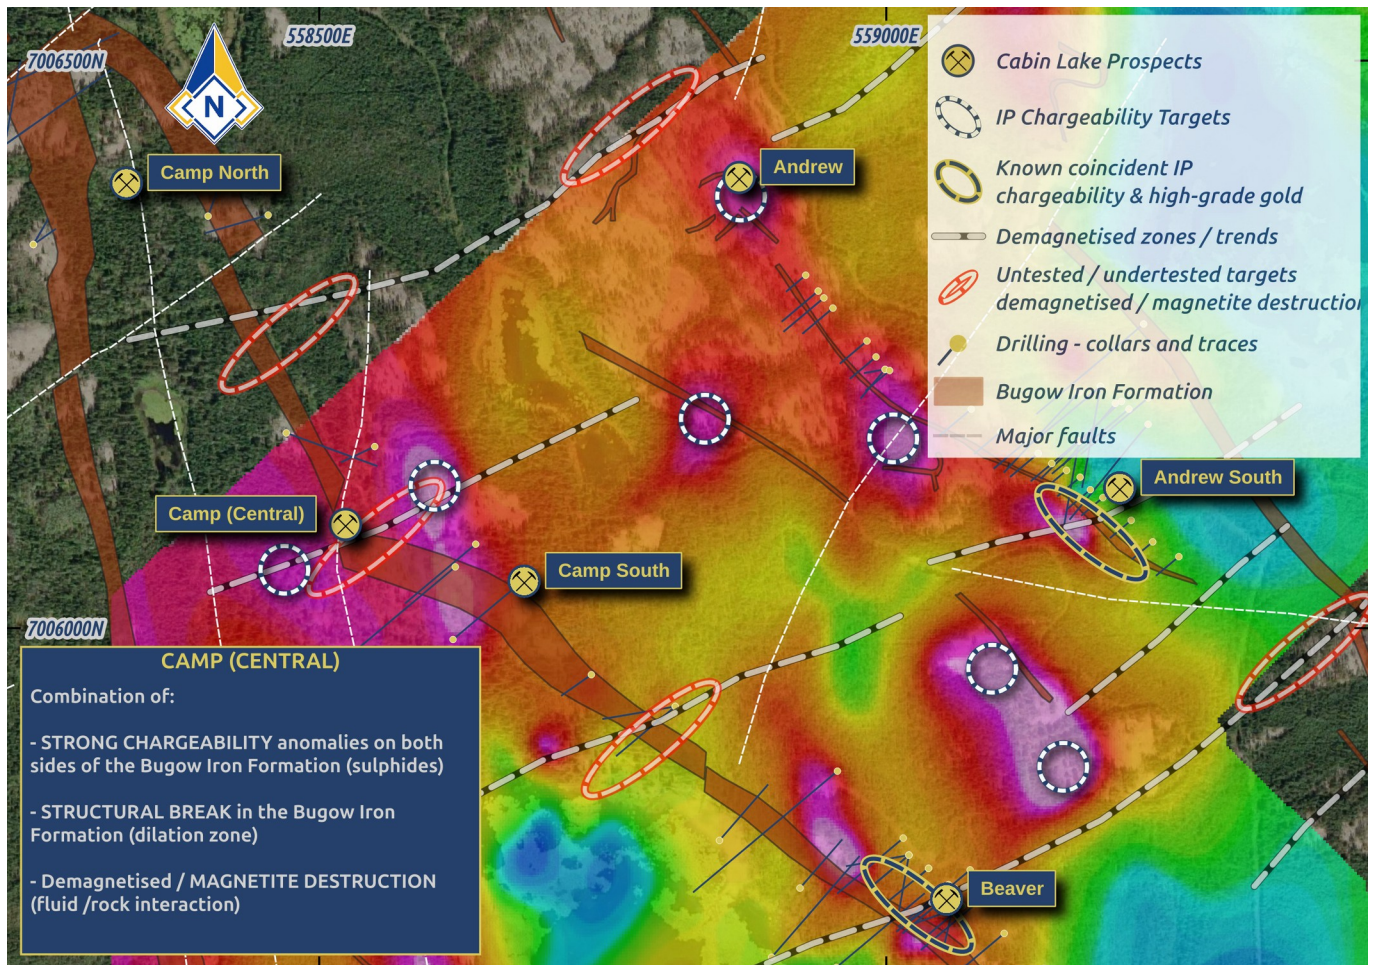 558500E
559000E
7006500N
N
Cabin Lake Prospects
IP Chargeability Targets
Known coincident IP
chargeability & high-grade gold
Demagnetised zones / trends
Untested / undertested targets
demagnetised / magnetite destruction
Drilling - collars and traces
Bugow Iron Formation
Major faults
Camp North
Andrew
Andrew South
Camp (Central)
Camp South
7006000N
CAMP (CENTRAL)
Combination of:
- STRONG CHARGEABILITY anomalies on both
sides of the Bugow Iron Formation (sulphides)
- STRUCTURAL BREAK in the Bugow Iron
Formation (dilation zone)
- Demagnetised / MAGNETITE DESTRUCTION
(fluid /rock interaction)
Beaver